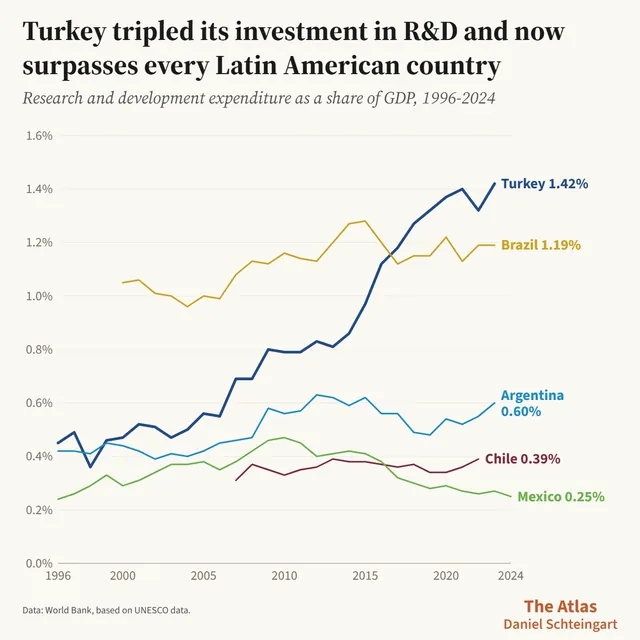 Turkey tripled its investment in R&D and now
surpasses every Latin American country
Research and development expenditure as a share of GDP, 1996-2024
1.6%
1.4%
1.2%
1.0%
0.8%
0.6%
0.4%
0.2%
0.0%
Turkey 1.42%
Brazil 1.19%
Argentina
0.60%
Chile 0.39%
Mexico 0.25%
1996 2000 2005 2010 2015 2020 2024
Data: World Bank, based on UNESCO data.
The Atlas
Daniel Schteingart